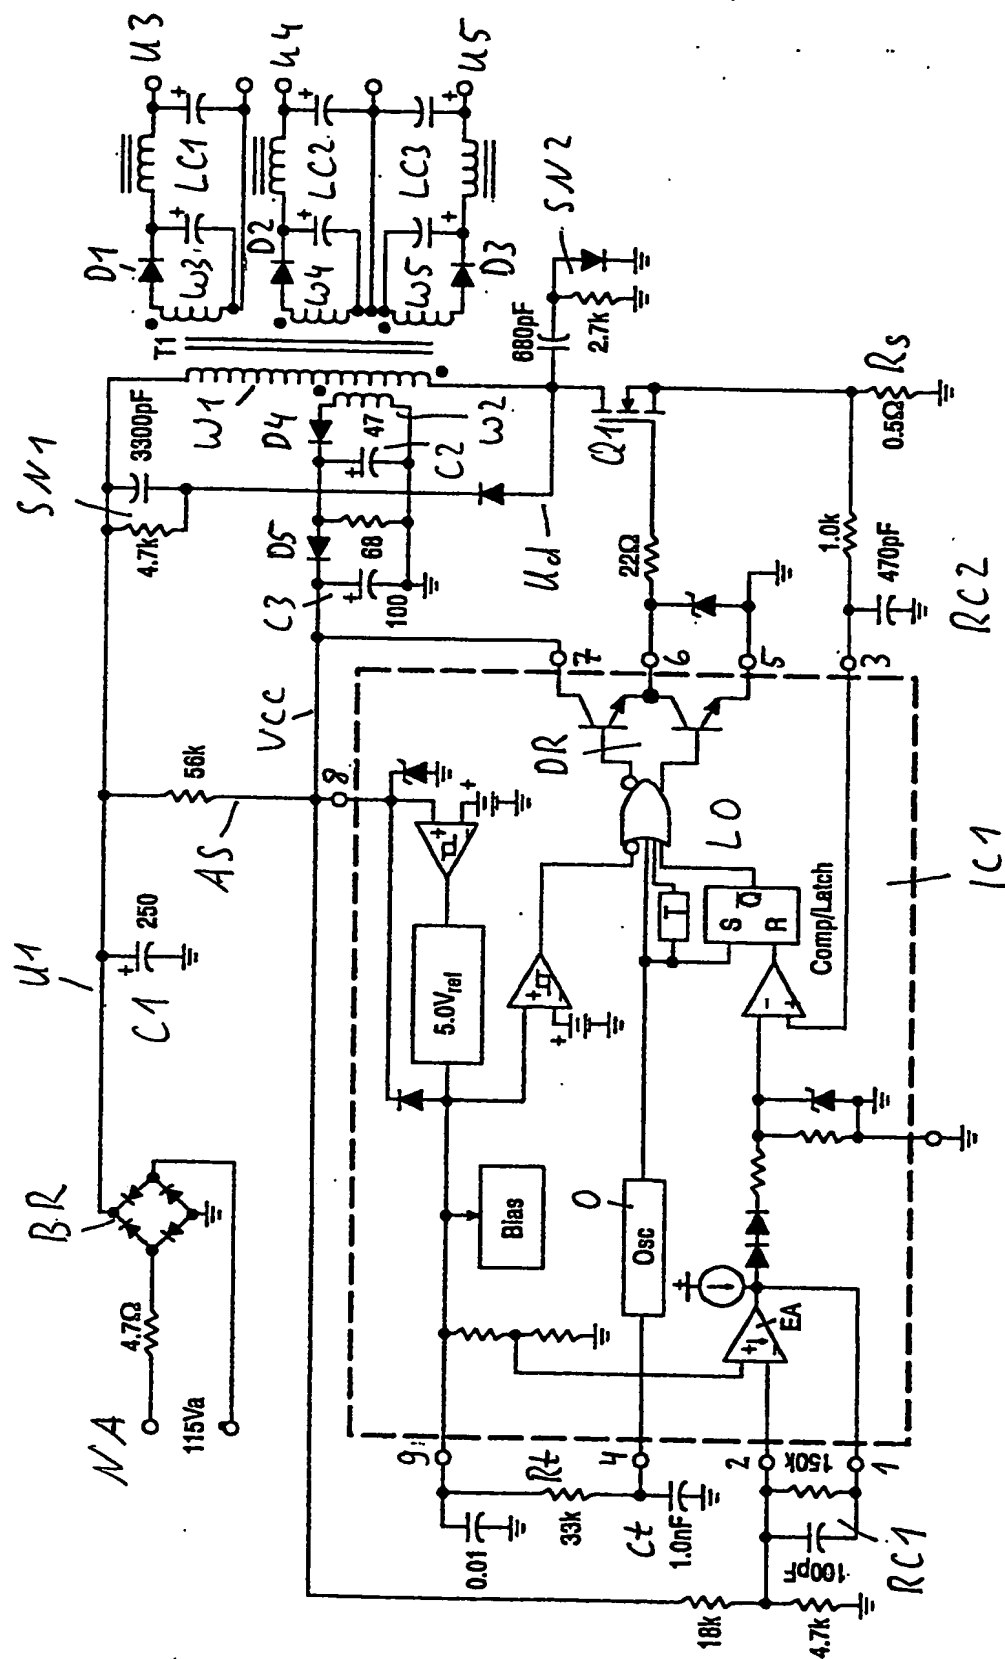 NA
115Va
4.7Ω
BR
U1
C1
250
AS
56k
SN1
4.7k
3300pF
W1
T1
D1
W3
LC1
U3
D2
W4
LC2
U4
W5
D3
LC3
U5
VCC
C3
100
D5
68
D4
47
C2
W2
Ud
680pF
2.7k
SN2
Q1
22Ω
Rs
0.5Ω
1.0k
470pF
RC2
8
7
6
5
3
5.0Vref
Bias
O
Osc
DR
LO
T
S
R
Q
Comp/Latch
EA
IC1
9
4
2
1
0.01
Rt
33k
Ct
1.0nF
18k
4.7k
100pF
150k
RC1